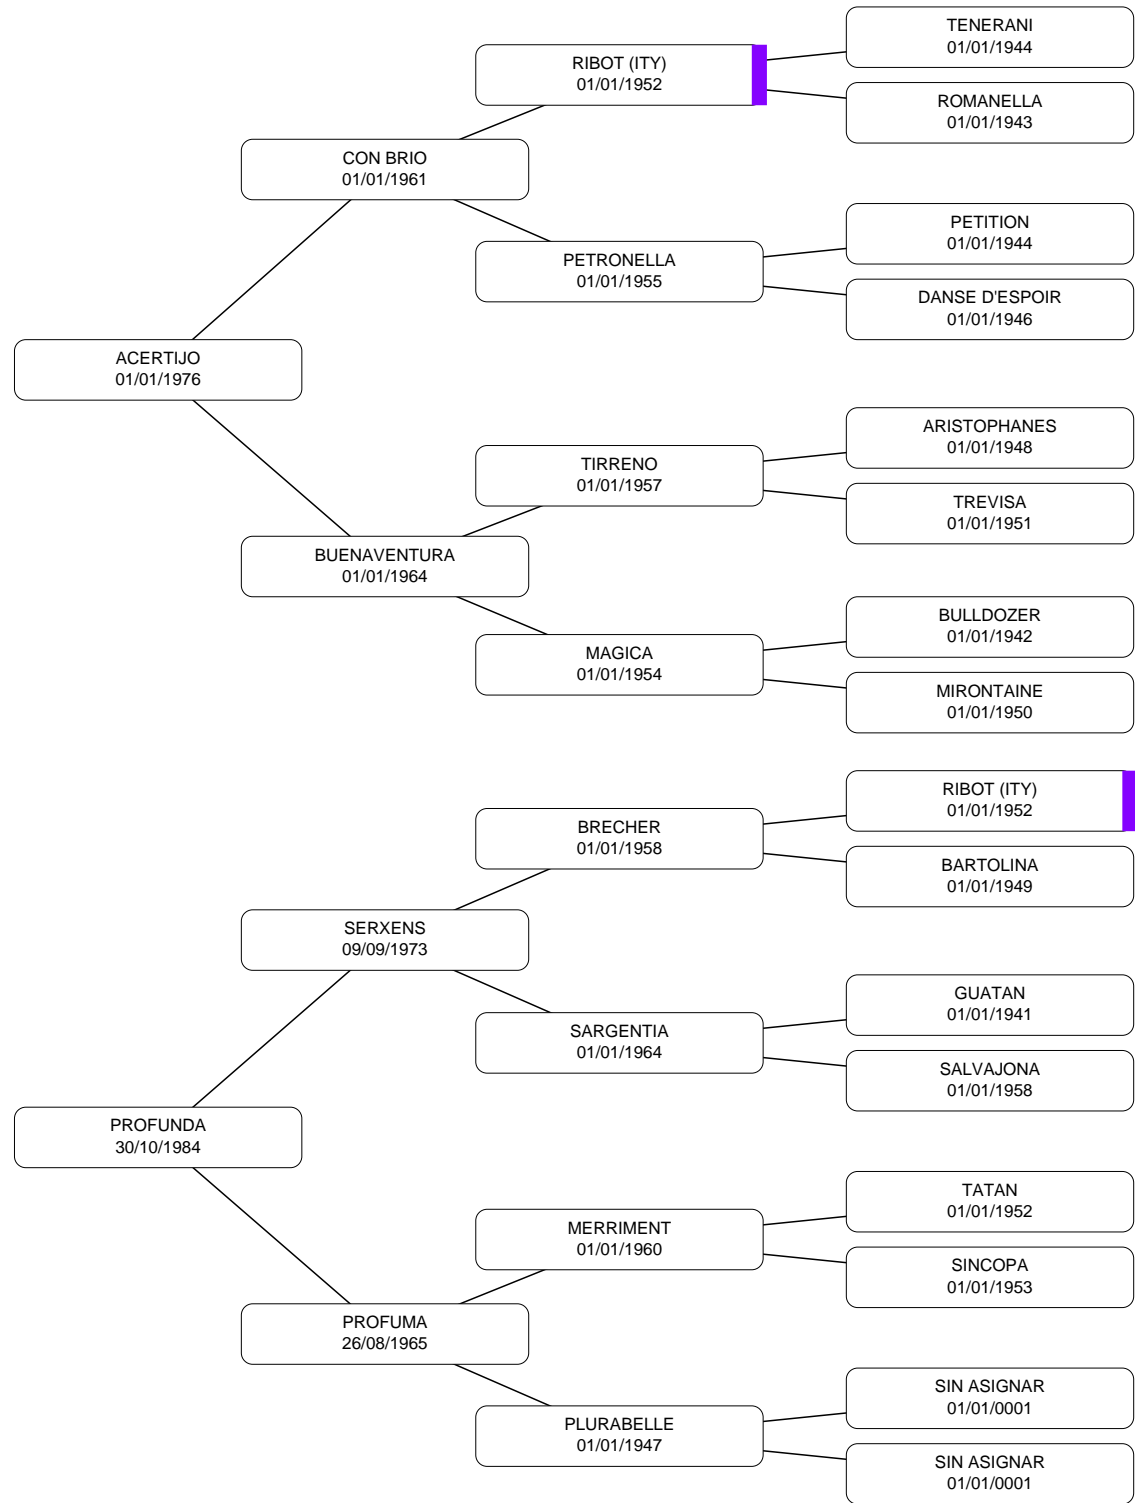 TENERANI
01/01/1944
RIBOT (ITY)
01/01/1952
ROMANELLA
01/01/1943
CON BRIO
01/01/1961
PETITION
01/01/1944
PETRONELLA
01/01/1955
DANSE D'ESPOIR
01/01/1946
ACERTIJO
01/01/1976
ARISTOPHANES
01/01/1948
TIRRENO
01/01/1957
TREVISA
01/01/1951
BUENAVENTURA
01/01/1964
BULLDOZER
01/01/1942
MAGICA
01/01/1954
MIRONTAINE
01/01/1950
RIBOT (ITY)
01/01/1952
BRECHER
01/01/1958
BARTOLINA
01/01/1949
SERXENS
09/09/1973
GUATAN
01/01/1941
SARGENTIA
01/01/1964
SALVAJONA
01/01/1958
PROFUNDA
30/10/1984
TATAN
01/01/1952
MERRIMENT
01/01/1960
SINCOPA
01/01/1953
PROFUMA
26/08/1965
SIN ASIGNAR
01/01/0001
PLURABELLE
01/01/1947
SIN ASIGNAR
01/01/0001